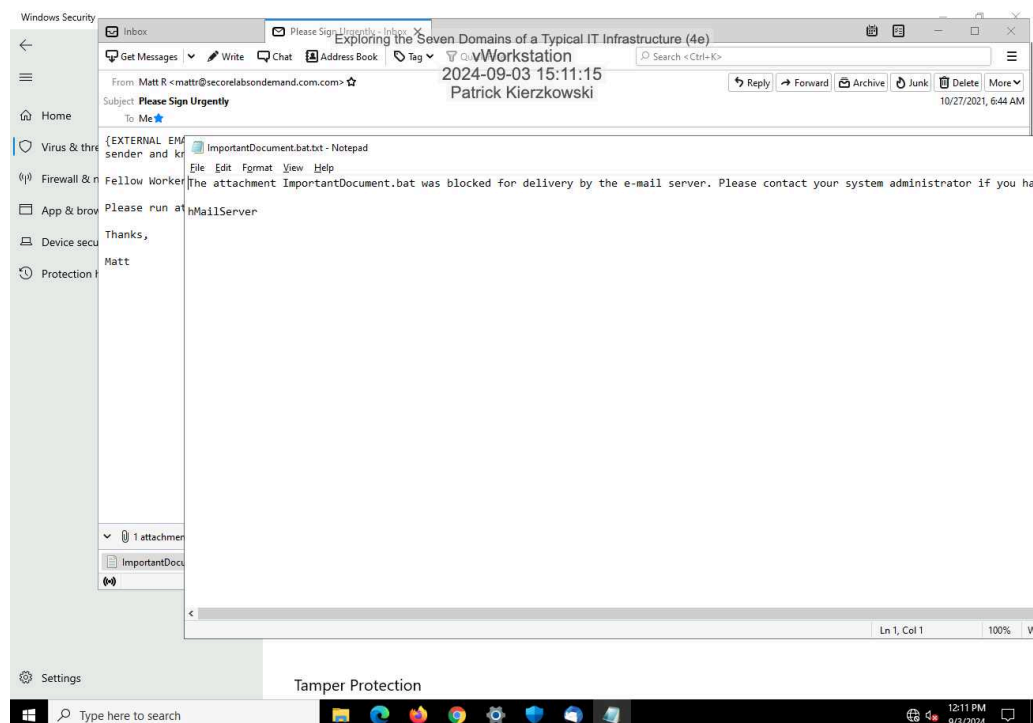 Windows Security
Inbox
Please Sign Urgently - Inbox
Exploring the Seven Domains of a Typical IT Infrastructure (4e)
vWorkstation
2024-09-03 15:11:15
Patrick Kierzkowski
Get Messages
Write
Chat
Address Book
Tag
Search <Ctrl+K>
From Matt R <mattr@securelabsondemand.com.com>
Reply
Forward
Archive
Junk
Delete
More
Subject Please Sign Urgently
10/27/2021, 6:44 AM
To Me
Home
Virus & thre
Firewall & n
App & brow
Device secu
Protection h
{EXTERNAL EMA
sender and kn
Fellow Worker
Please run at
Thanks,
Matt
ImportantDocument.bat.txt - Notepad
File Edit Format View Help
The attachment ImportantDocument.bat was blocked for delivery by the e-mail server. Please contact your system administrator if you ha
hMailServer
1 attachmen
ImportantDocu
Ln 1, Col 1
100%
Settings
Tamper Protection
Type here to search
12:11 PM
9/3/2024